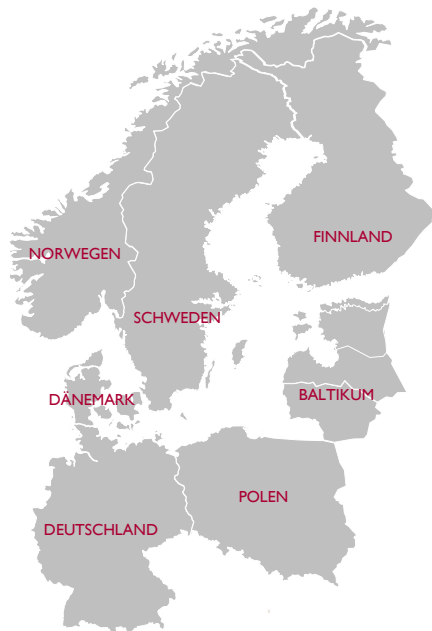 FINNLAND
NORWEGEN
SCHWEDEN
BALTIKUM
DÄNEMARK
POLEN
DEUTSCHLAND